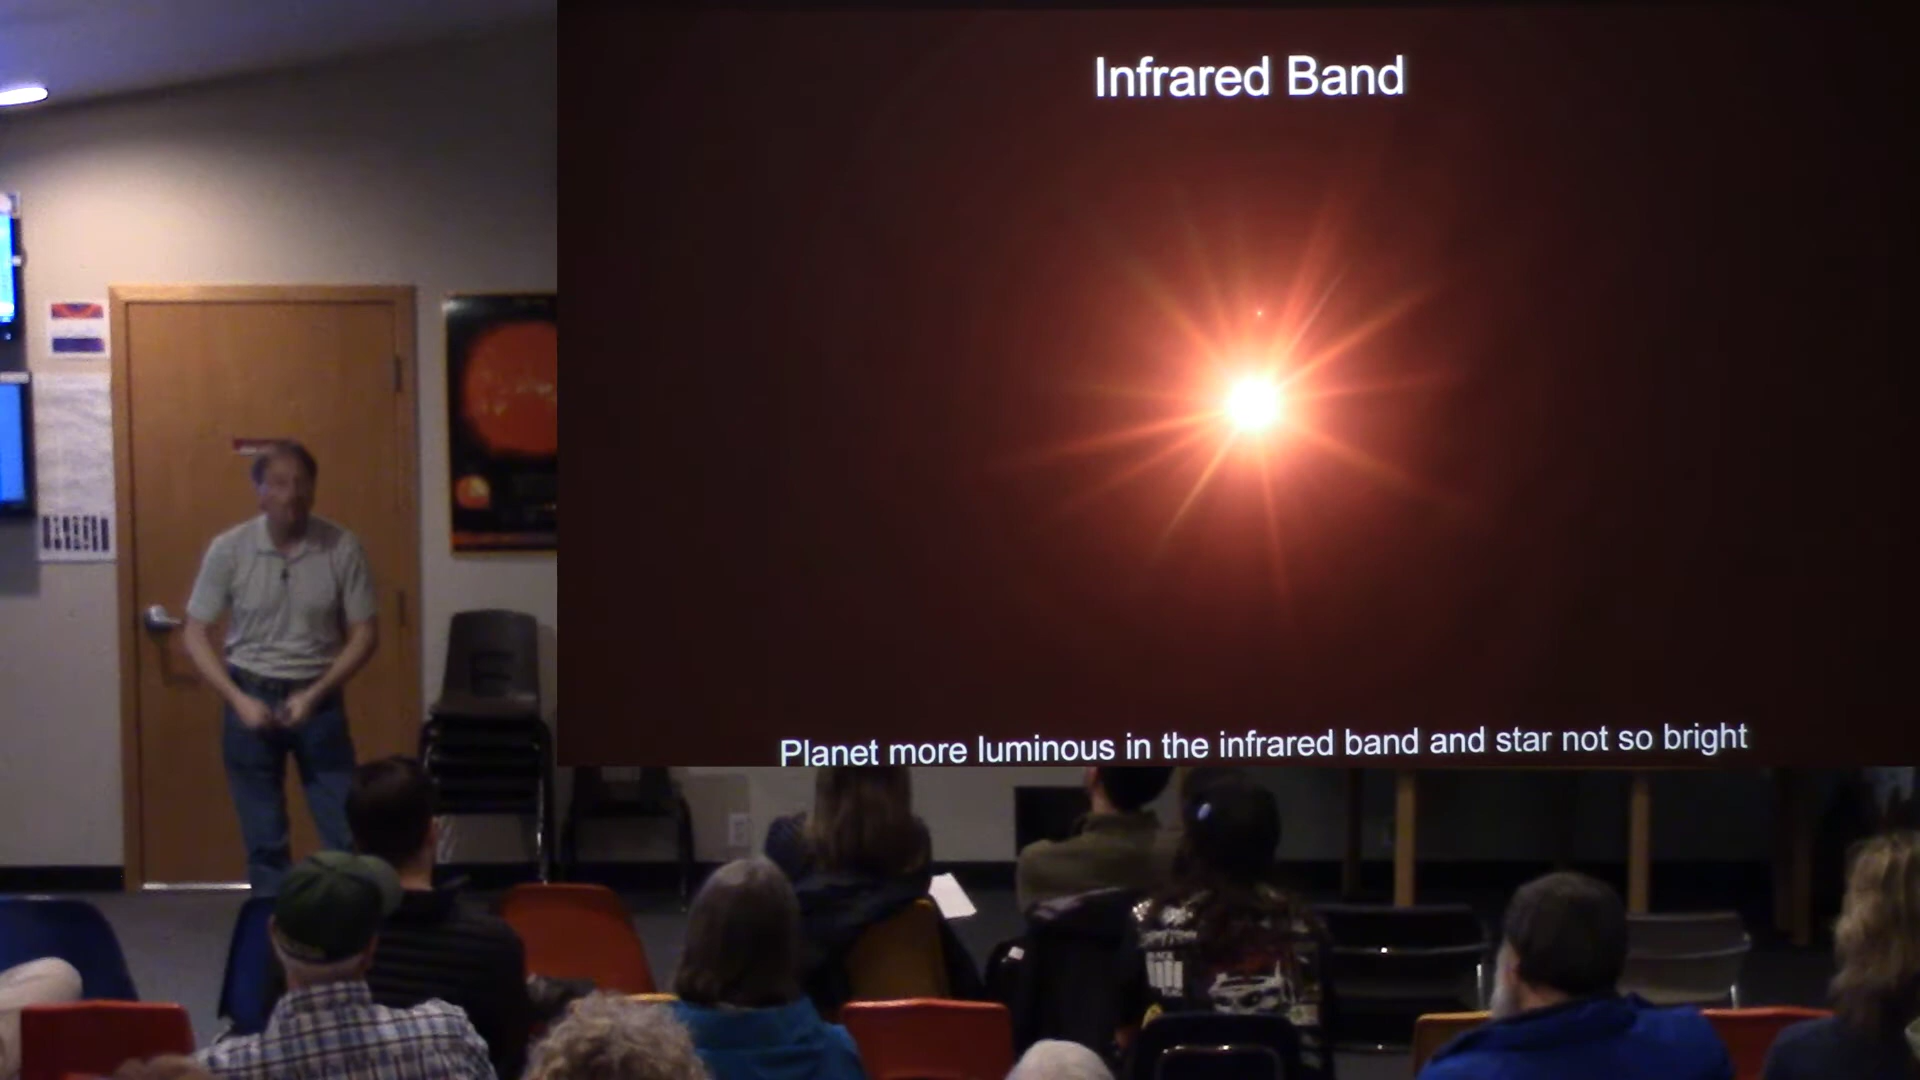 Infrared Band
Planet more luminous in the infrared band and star not so bright